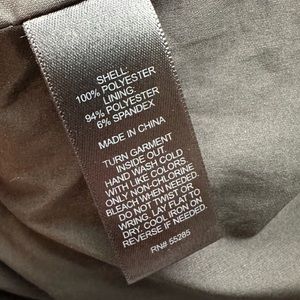 SHELL:
100% POLYESTER
LINING:
94% POLYESTER
6% SPANDEX
MADE IN CHINA
TURN GARMENT
INSIDE OUT.
HAND WASH COLD
WITH LIKE COLORS.
ONLY NON-CHLORINE
BLEACH WHEN NEEDED.
DO NOT TWIST OR
WRING. LAY FLAT TO
DRY. COOL IRON ON
REVERSE IF NEEDED.
RN# 55285